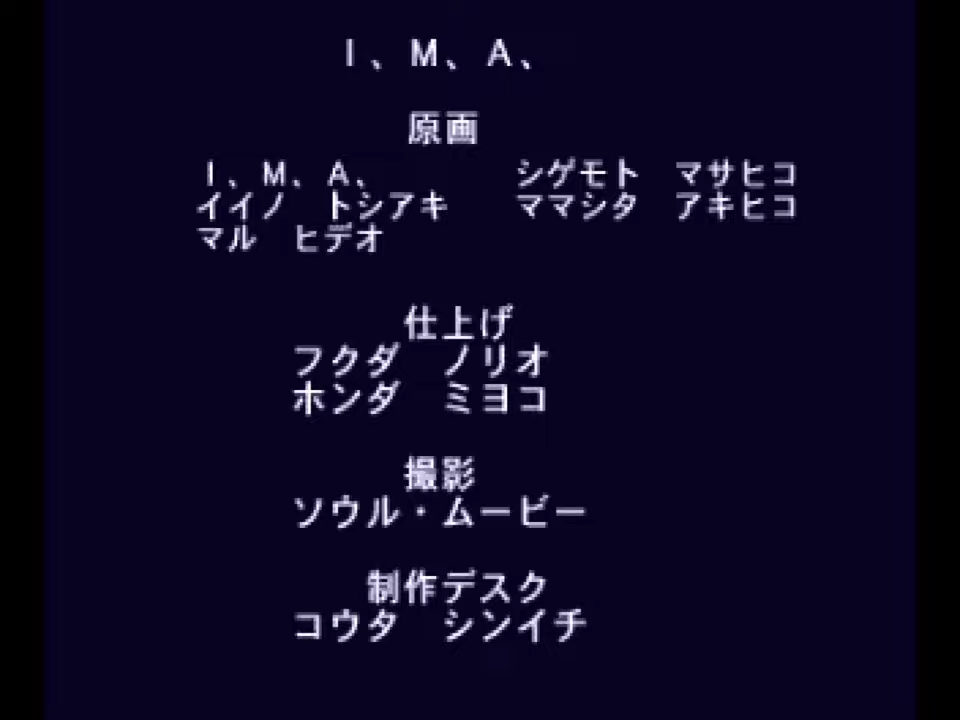 I、M、A、
原画
I、M、A、　シゲモト　マサヒコ
イイノ　トシアキ　ママシタ　アキヒコ
マル　ヒデオ
仕上げ
フクダ　ノリオ
ホンダ　ミヨコ
撮影
ソウル・ムービー
制作デスク
コウタ　シンイチ